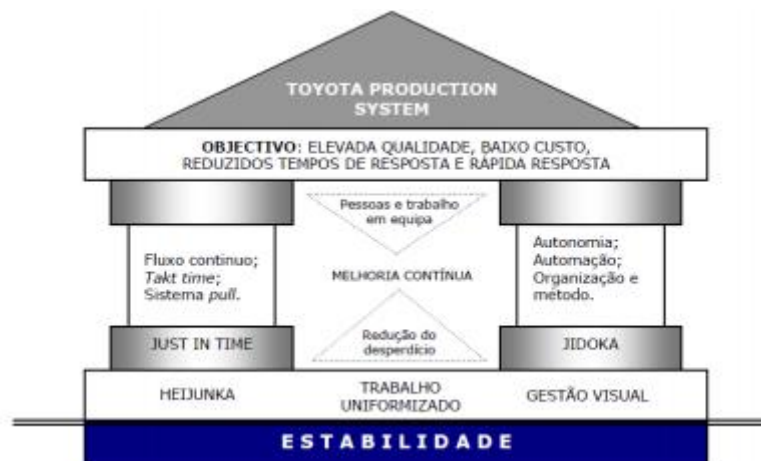 TOYOTA PRODUCTION
SYSTEM
OBJECTIVO: ELEVADA QUALIDADE, BAIXO CUSTO,
REDUZIDOS TEMPOS DE RESPOSTA E RÁPIDA RESPOSTA
Pessoas e trabalho
em equipa
Fluxo continuo;
Takt time;
Sistema pull.
MELHORIA CONTÍNUA
Autonomia;
Automação;
Organização e
método.
JUST IN TIME
Redução do
desperdício
JIDOKA
HEIJUNKA
TRABALHO
UNIFORMIZADO
GESTÃO VISUAL
ESTABILIDADE